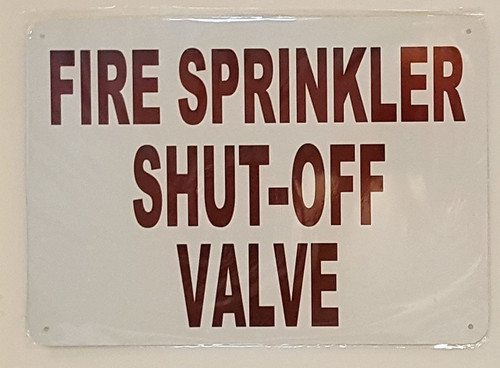 FIRE SPRINKLER
SHUT-OFF
VALVE